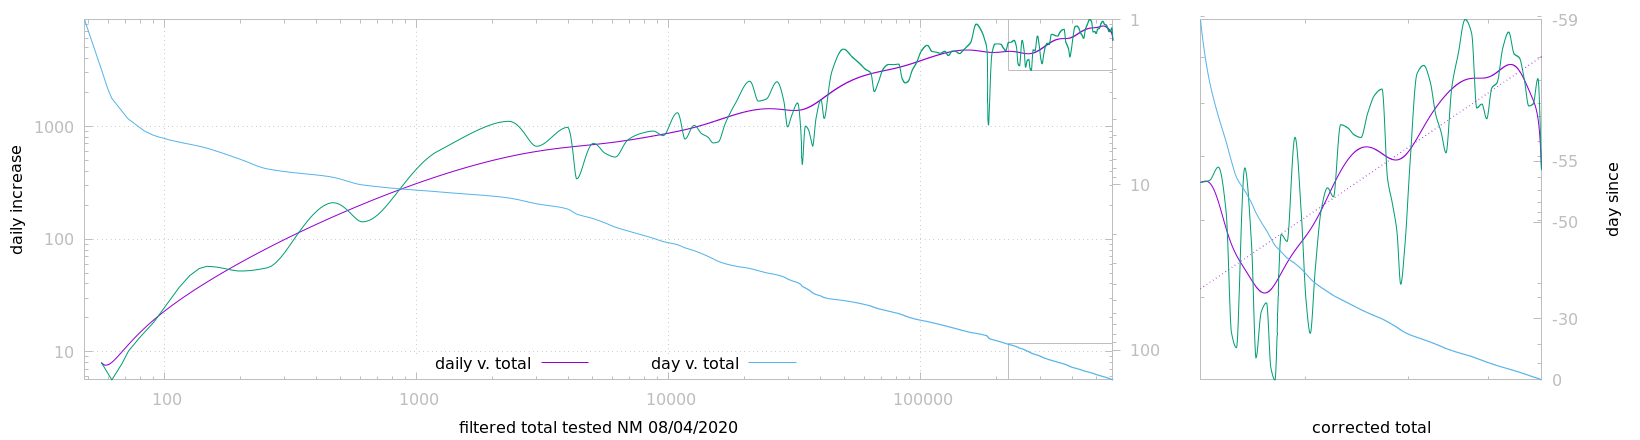 daily increase
1000
100
10
daily v. total
day v. total
100
1000
10000
100000
filtered total tested NM 08/04/2020
1
10
100
corrected total
-59
-55
-50
-30
0
day since